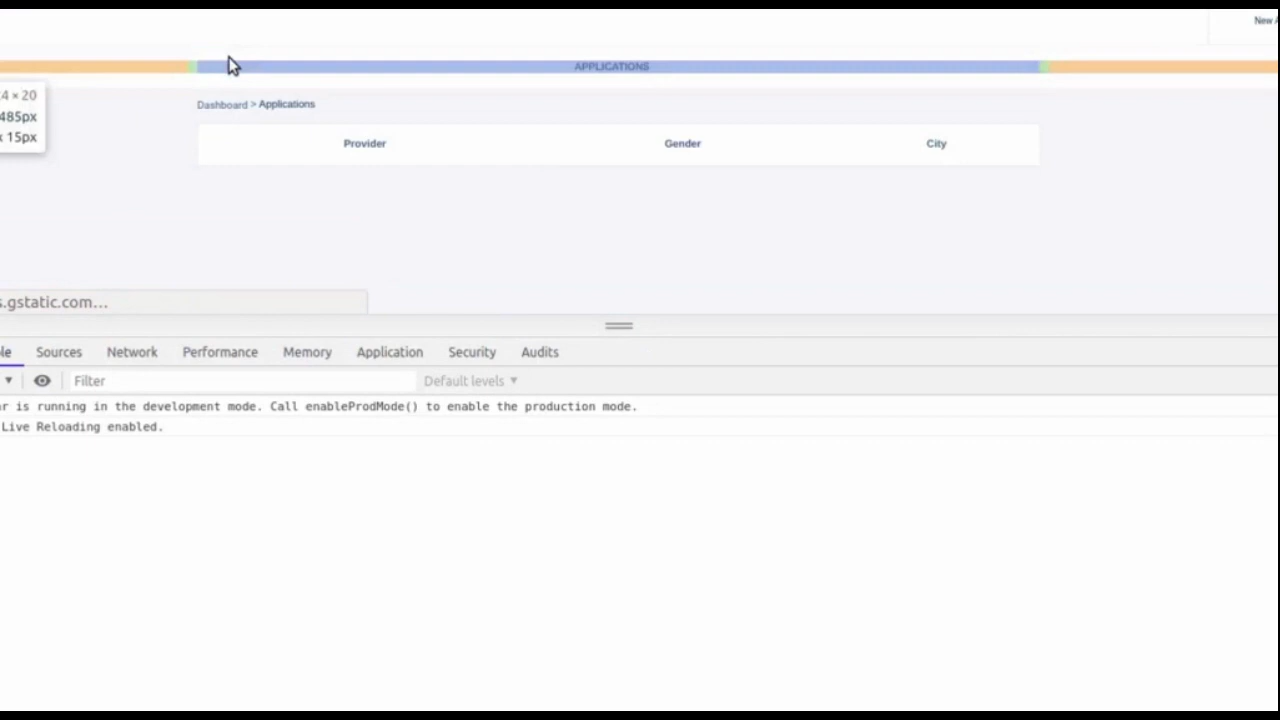 New
APPLICATIONS
4 × 20
485px
x 15px
Dashboard > Applications
Provider Gender City
s.gstatic.com...
le Sources Network Performance Memory Application Security Audits
Filter Default levels ▼
r is running in the development mode. Call enableProdMode() to enable the production mode.
Live Reloading enabled.